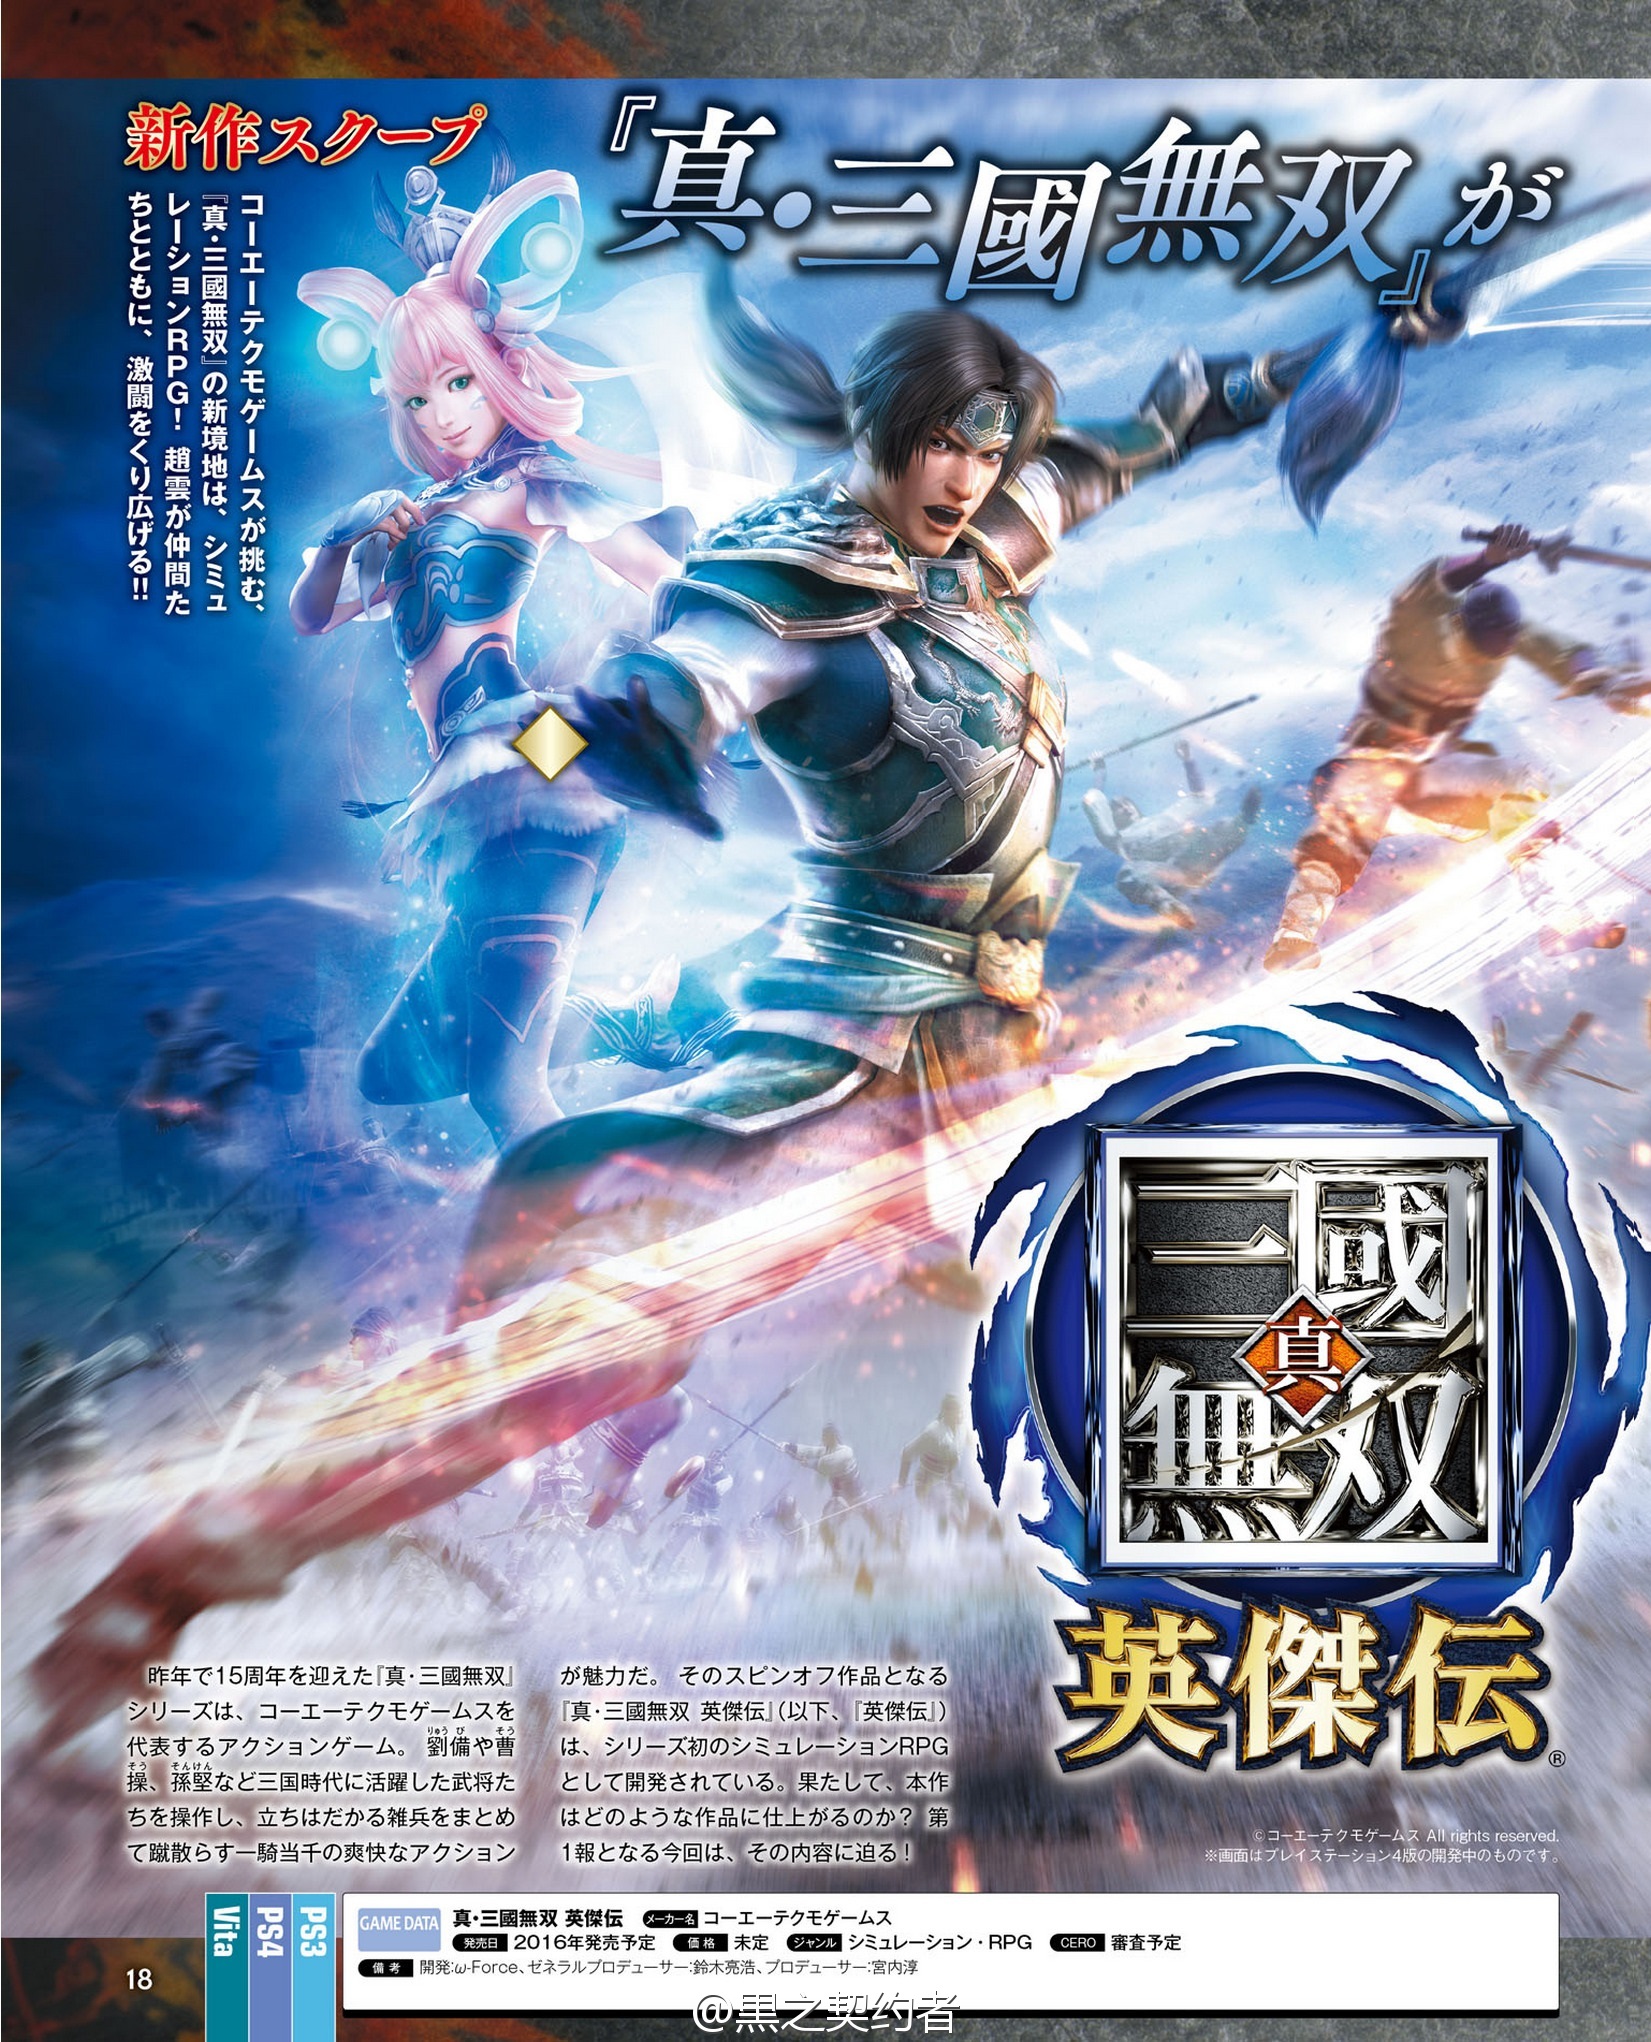 新作スクープ
『真・三國無双』が
コーエーテクモゲームスが挑む、
『真・三國無双』の新境地は、シミュ
レーションRPG! 趙雲が仲間た
ちとともに、激闘をくり広げる!!
三國
真
無双
英傑伝
®
昨年で15周年を迎えた『真・三國無双』
シリーズは、コーエーテクモゲームスを
りゅう び そう
代表するアクションゲーム。 劉備や曹
そう そんけん
操、孫堅など三国時代に活躍した武将た
ちを操作し、立ちはだかる雑兵をまとめ
て蹴散らす一騎当千の爽快なアクション
が魅力だ。 そのスピンオフ作品となる
『真・三國無双 英傑伝』(以下、『英傑伝』)
は、シリーズ初のシミュレーションRPG
として開発されている。果たして、本作
はどのような作品に仕上がるのか? 第
1報となる今回は、その内容に迫る!
©コーエーテクモゲームス All rights reserved.
※画面はプレイステーション4版の開発中のものです。
Vita
PS4
PS3
GAME DATA
真・三國無双 英傑伝 メーカー名 コーエーテクモゲームス
発売日 2016年発売予定 価格 未定 ジャンル シミュレーション・RPG CERO 審査予定
備考 開発:ω-Force、ゼネラルプロデューサー:鈴木亮浩、プロデューサー:宮内淳
18
@黑之契约者